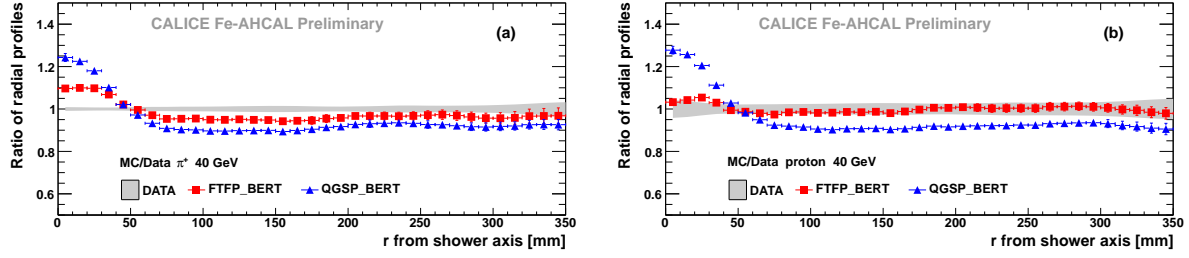 CALICE Fe-AHCAL Preliminary
(a)
Ratio of radial profiles
1.4
1.2
1
0.8
0.6
MC/Data π⁺ 40 GeV
DATA FTFP_BERT QGSP_BERT
0 50 100 150 200 250 300 350
r from shower axis [mm]
CALICE Fe-AHCAL Preliminary
(b)
Ratio of radial profiles
1.4
1.2
1
0.8
0.6
MC/Data proton 40 GeV
DATA FTFP_BERT QGSP_BERT
0 50 100 150 200 250 300 350
r from shower axis [mm]